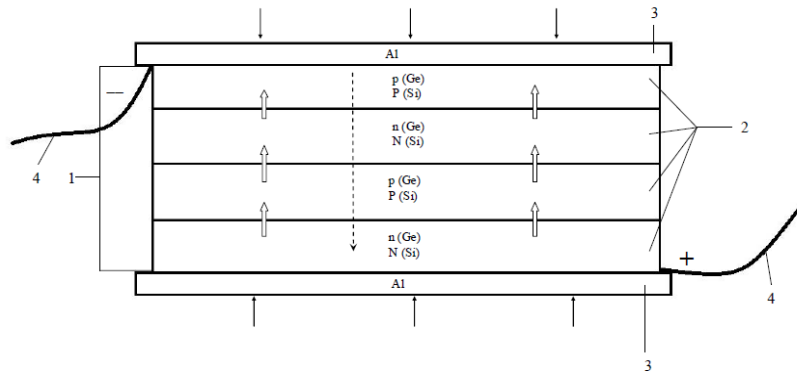 3
Al
p (Ge)
P (Si)
—
n (Ge)
N (Si)
2
4
1
p (Ge)
P (Si)
n (Ge)
N (Si)
+
Al
4
3